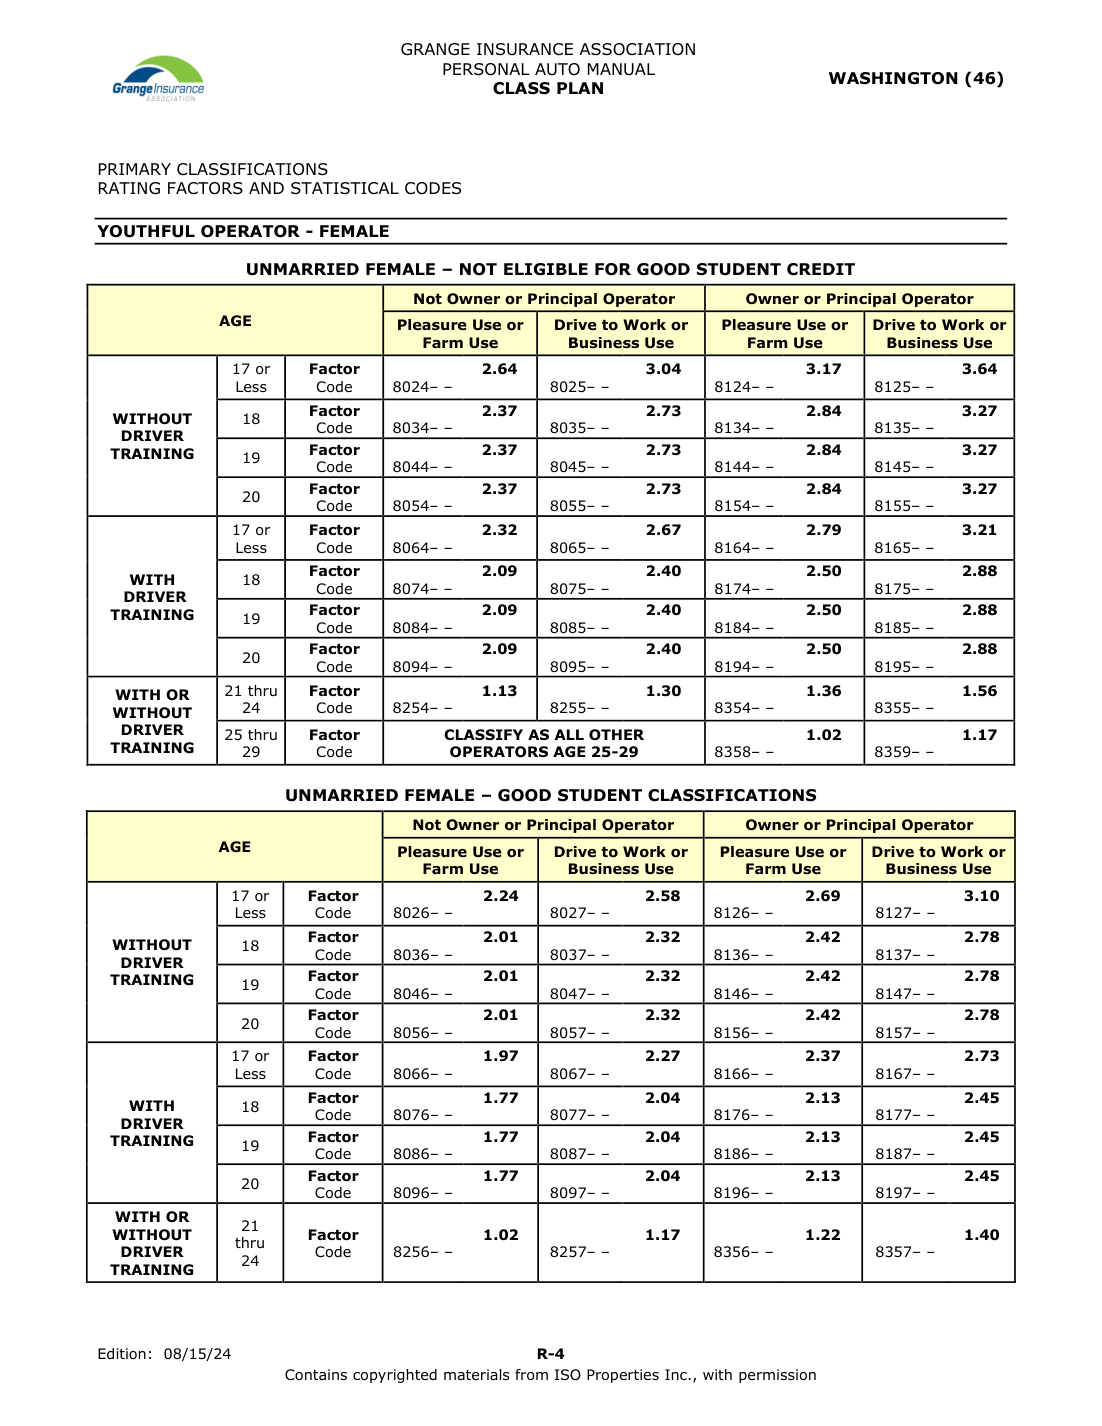 GRANGE INSURANCE ASSOCIATION
PERSONAL AUTO MANUAL
CLASS PLAN
WASHINGTON (46)
GrangeInsurance
ASSOCIATION
PRIMARY CLASSIFICATIONS
RATING FACTORS AND STATISTICAL CODES
YOUTHFUL OPERATOR - FEMALE
UNMARRIED FEMALE – NOT ELIGIBLE FOR GOOD STUDENT CREDIT
AGE
Not Owner or Principal Operator
Owner or Principal Operator
Pleasure Use or Farm Use
Drive to Work or Business Use
Pleasure Use or Farm Use
Drive to Work or Business Use
WITHOUT DRIVER TRAINING
17 or Less Factor 2.64 3.04 3.17 3.64
Code 8024– – 8025– – 8124– – 8125– –
18 Factor 2.37 2.73 2.84 3.27
Code 8034– – 8035– – 8134– – 8135– –
19 Factor 2.37 2.73 2.84 3.27
Code 8044– – 8045– – 8144– – 8145– –
20 Factor 2.37 2.73 2.84 3.27
Code 8054– – 8055– – 8154– – 8155– –
WITH DRIVER TRAINING
17 or Less Factor 2.32 2.67 2.79 3.21
Code 8064– – 8065– – 8164– – 8165– –
18 Factor 2.09 2.40 2.50 2.88
Code 8074– – 8075– – 8174– – 8175– –
19 Factor 2.09 2.40 2.50 2.88
Code 8084– – 8085– – 8184– – 8185– –
20 Factor 2.09 2.40 2.50 2.88
Code 8094– – 8095– – 8194– – 8195– –
WITH OR WITHOUT DRIVER TRAINING
21 thru 24 Factor 1.13 1.30 1.36 1.56
Code 8254– – 8255– – 8354– – 8355– –
25 thru 29 Factor CLASSIFY AS ALL OTHER OPERATORS AGE 25-29 1.02 1.17
Code 8358– – 8359– –
UNMARRIED FEMALE – GOOD STUDENT CLASSIFICATIONS
AGE
Not Owner or Principal Operator
Owner or Principal Operator
Pleasure Use or Farm Use
Drive to Work or Business Use
Pleasure Use or Farm Use
Drive to Work or Business Use
WITHOUT DRIVER TRAINING
17 or Less Factor 2.24 2.58 2.69 3.10
Code 8026– – 8027– – 8126– – 8127– –
18 Factor 2.01 2.32 2.42 2.78
Code 8036– – 8037– – 8136– – 8137– –
19 Factor 2.01 2.32 2.42 2.78
Code 8046– – 8047– – 8146– – 8147– –
20 Factor 2.01 2.32 2.42 2.78
Code 8056– – 8057– – 8156– – 8157– –
WITH DRIVER TRAINING
17 or Less Factor 1.97 2.27 2.37 2.73
Code 8066– – 8067– – 8166– – 8167– –
18 Factor 1.77 2.04 2.13 2.45
Code 8076– – 8077– – 8176– – 8177– –
19 Factor 1.77 2.04 2.13 2.45
Code 8086– – 8087– – 8186– – 8187– –
20 Factor 1.77 2.04 2.13 2.45
Code 8096– – 8097– – 8196– – 8197– –
WITH OR WITHOUT DRIVER TRAINING
21 thru 24 Factor 1.02 1.17 1.22 1.40
Code 8256– – 8257– – 8356– – 8357– –
Edition: 08/15/24
R-4
Contains copyrighted materials from ISO Properties Inc., with permission